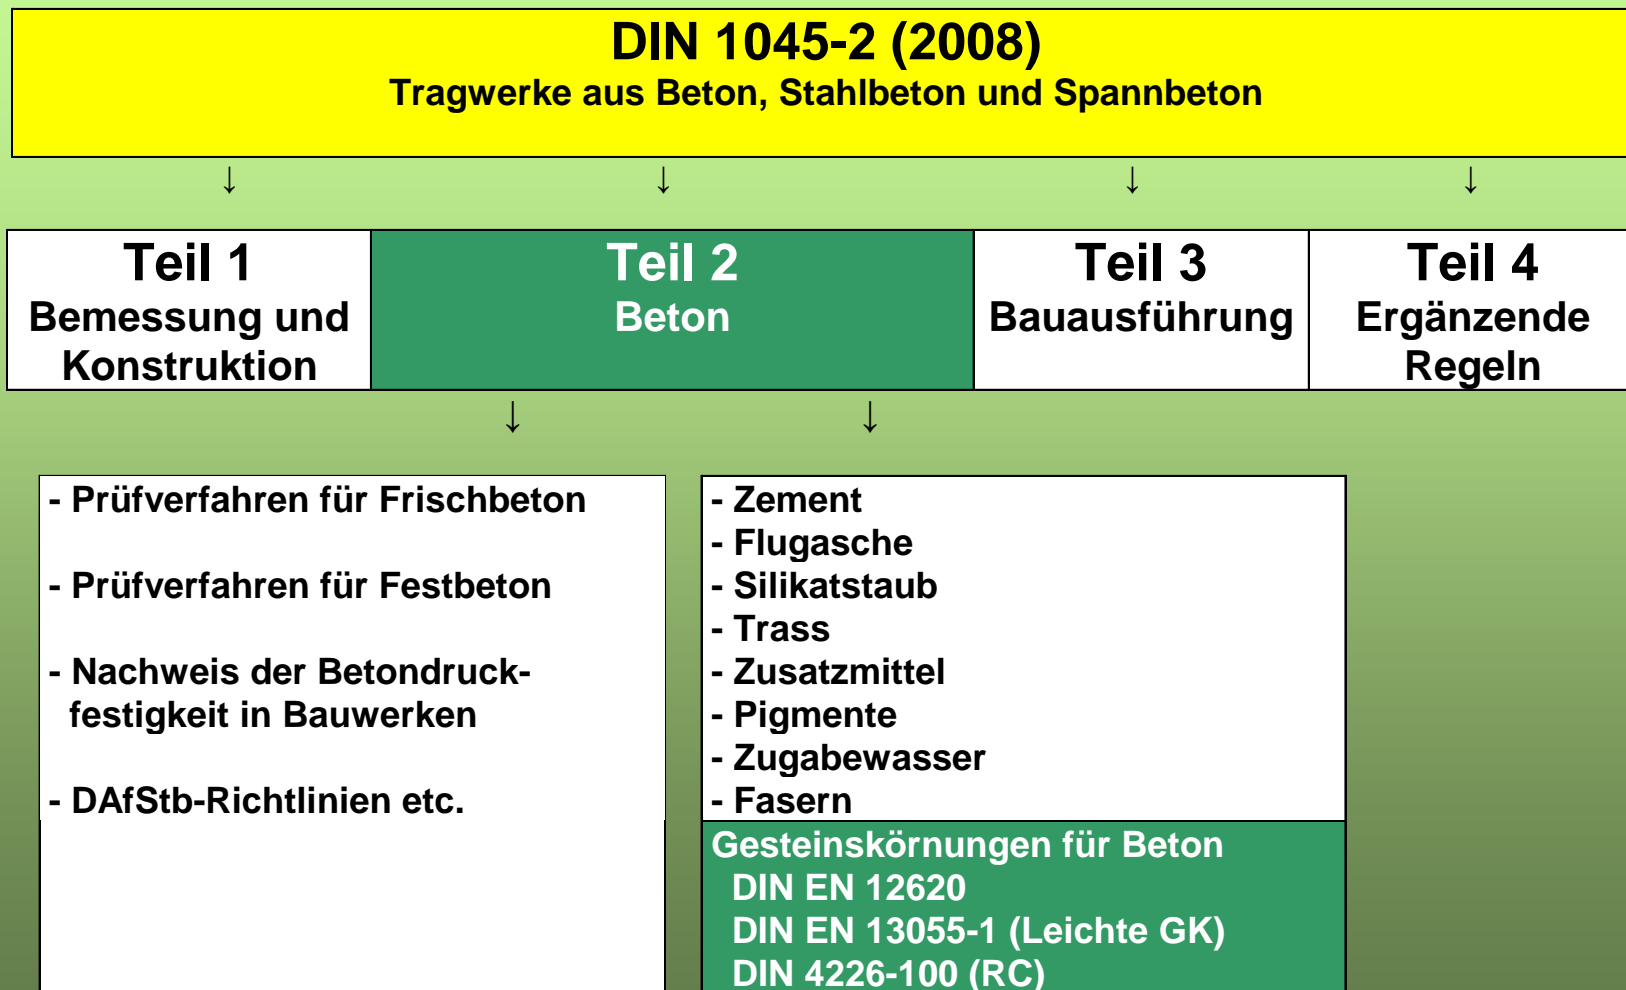 DIN 1045-2 (2008)
Tragwerke aus Beton, Stahlbeton und Spannbeton
↓ ↓ ↓ ↓
Teil 1
Bemessung und
Konstruktion
Teil 2
Beton
Teil 3
Bauausführung
Teil 4
Ergänzende
Regeln
↓ ↓
- Prüfverfahren für Frischbeton
- Prüfverfahren für Festbeton
- Nachweis der Betondruck-
festigkeit in Bauwerken
- DAfStb-Richtlinien etc.
- Zement
- Flugasche
- Silikatstaub
- Trass
- Zusatzmittel
- Pigmente
- Zugabewasser
- Fasern
Gesteinskörnungen für Beton
DIN EN 12620
DIN EN 13055-1 (Leichte GK)
DIN 4226-100 (RC)